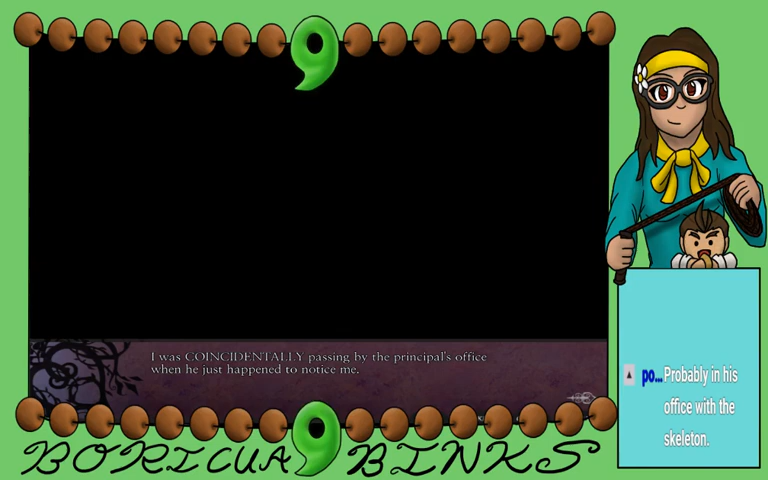 I was COINCIDENTALLY passing by the principal's office
when he just happened to notice me.
po...Probably in his
office with the
skeleton.
BORICUA BINKS